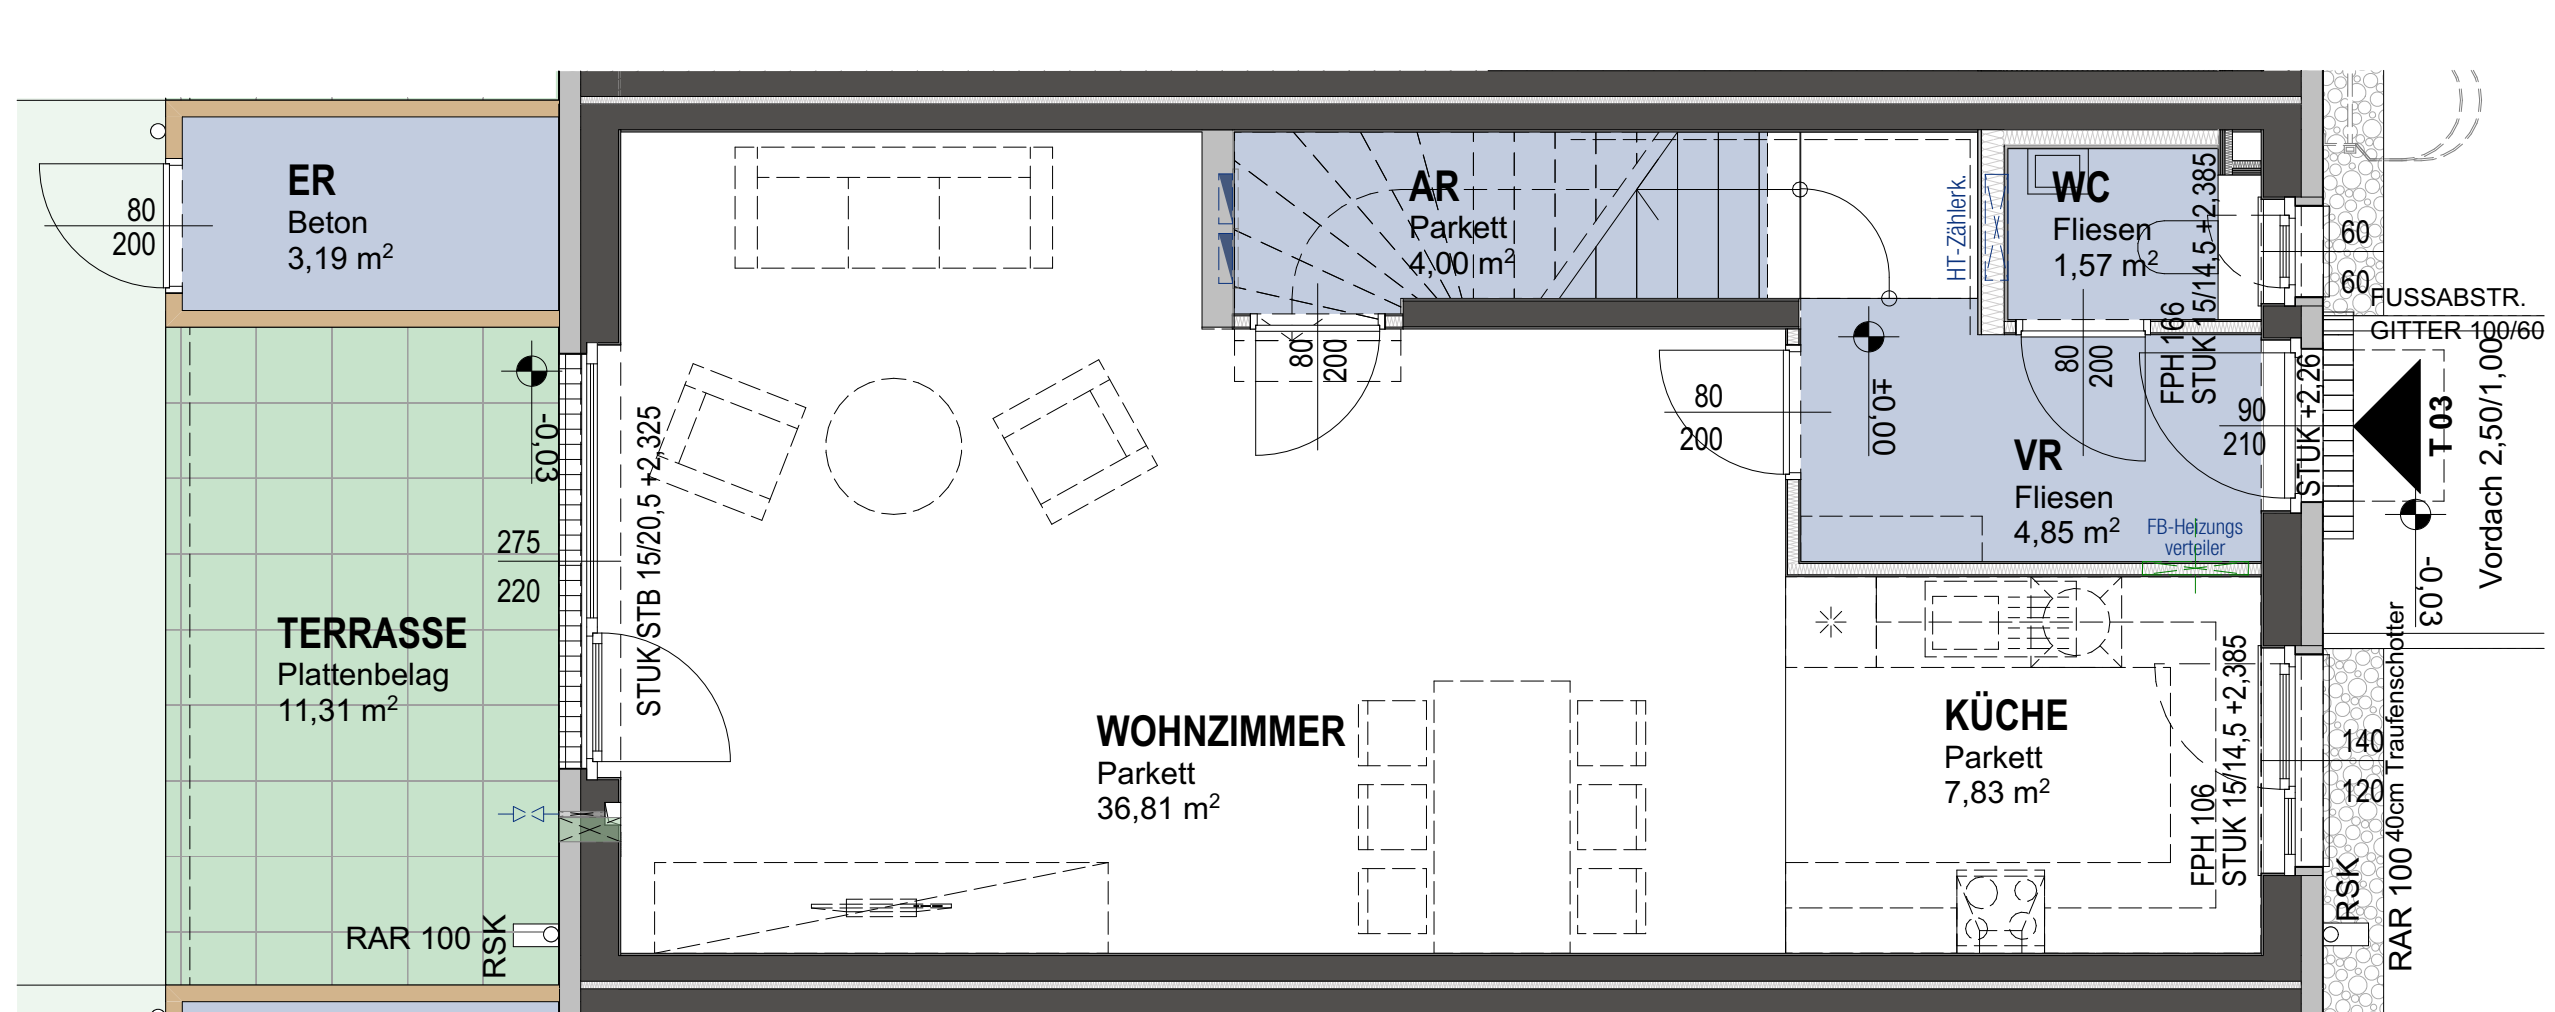 ER
Beton
3,19 m²
80
200
TERRASSE
Plattenbelag
11,31 m²
-0,03
275
220
RAR 100
RSK
STUK/STB 15/20,5 +2,325
AR
Parkett
4,00 m²
80
200
WOHNZIMMER
Parkett
36,81 m²
HT-Zählerk.
WC
Fliesen
1,57 m²
FPH 166
STUK 15/14,5 +2,385
60
60
80
200
80
200
±0,00
VR
Fliesen
4,85 m²
FB-Heizungs
verteiler
90
210
STUK +2,26
FUSSABSTR.
GITTER 100/60
T 03
Vordach 2,50/1,00
-0,03
KÜCHE
Parkett
7,83 m²
FPH 106
STUK 15/14,5 +2,385
140
120
40cm Traufenschotter
RSK
RAR 100